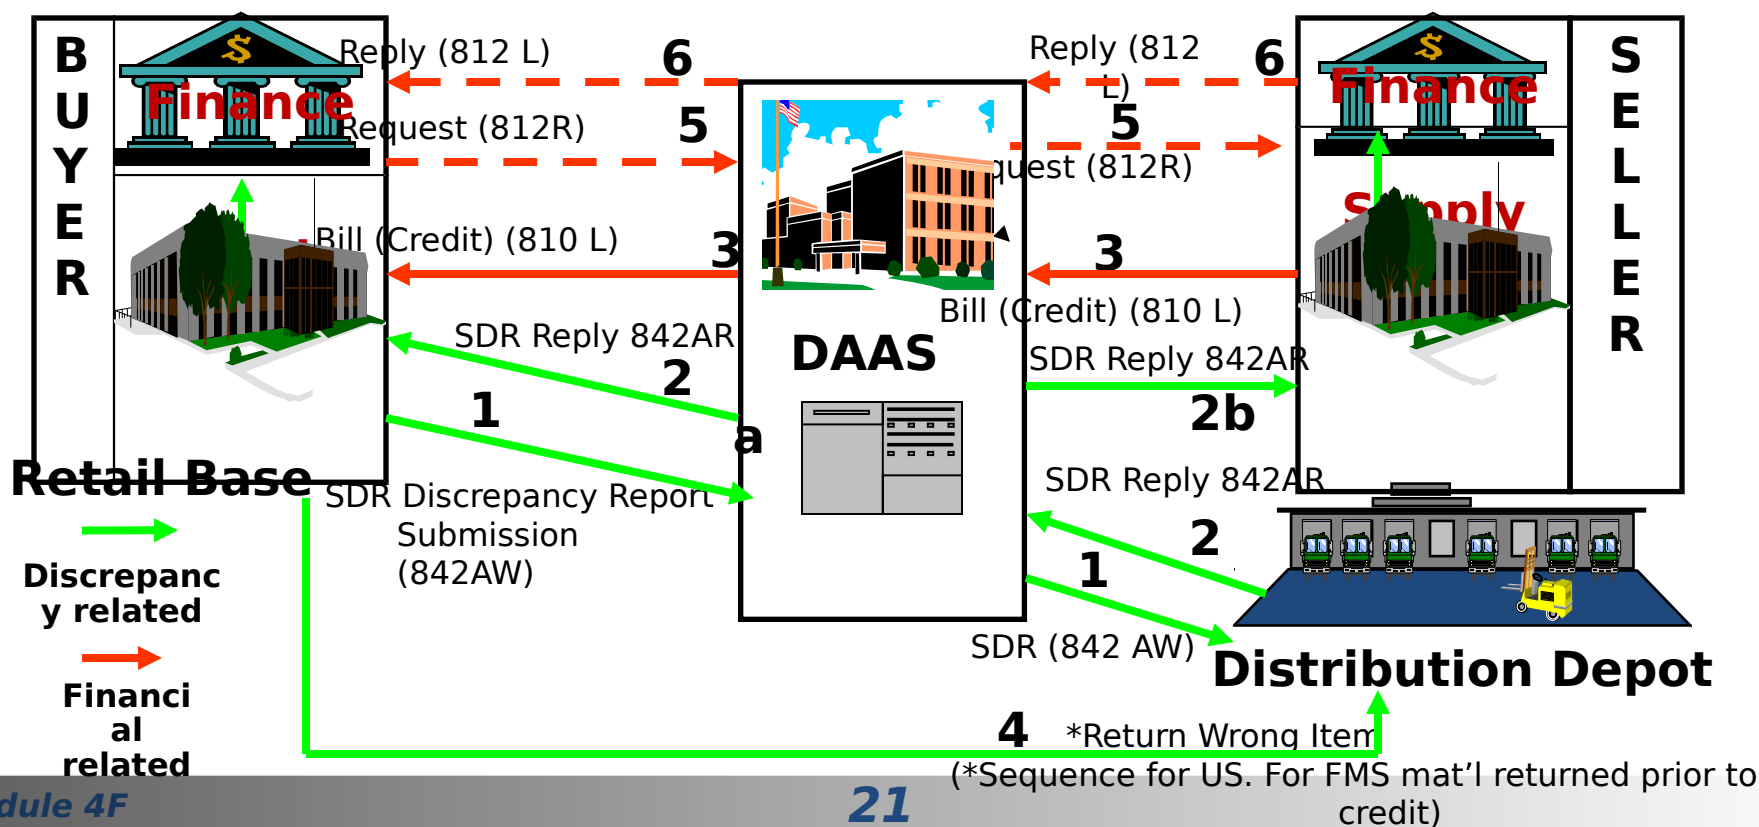 BUYER
$
Finance
Reply (812 L)
6
Request (812R)
5
Bill (Credit) (810 L)
3
SDR Reply 842AR
2
a
1
SDR Discrepancy Report
Submission
(842AW)
Retail Base
Discrepanc
y related
Financi
al
related
DAAS
Reply (812
L)
6
5
quest (812R)
3
Bill (Credit) (810 L)
SDR Reply 842AR
2b
SDR Reply 842AR
2
1
SDR (842 AW)
$
Finance
Supply
SELLER
Distribution Depot
4
*Return Wrong Item
(*Sequence for US. For FMS mat’l returned prior to
credit)
dule 4F
21